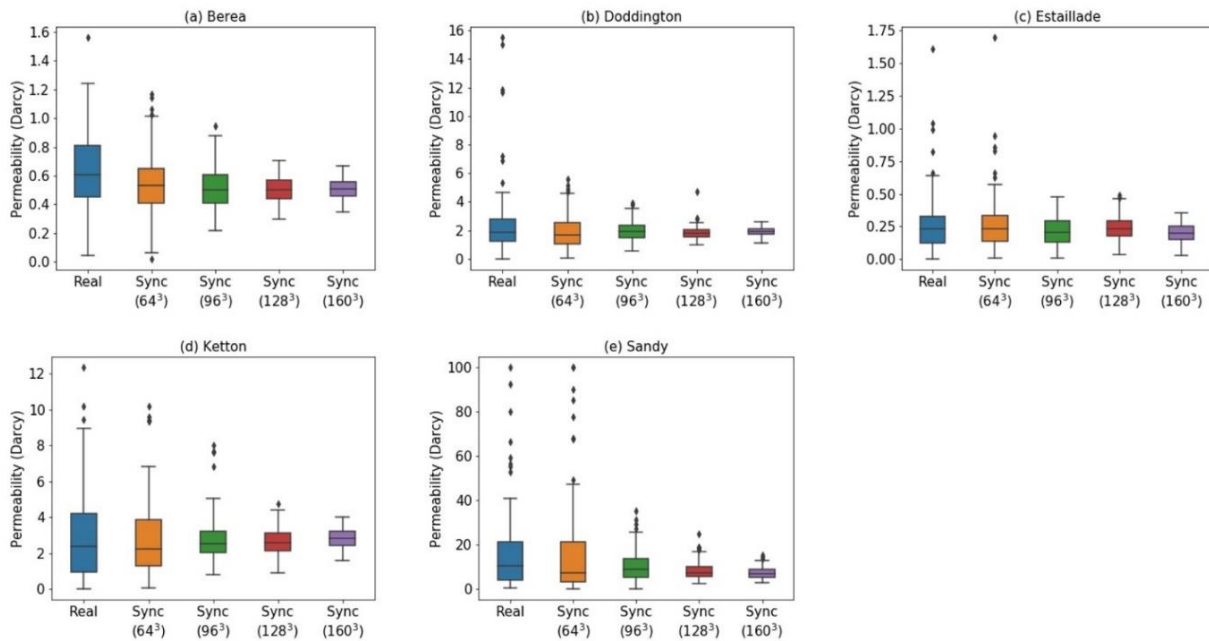 (a) Berea
Permeability (Darcy)
1.6
1.4
1.2
1.0
0.8
0.6
0.4
0.2
0.0
Real Sync Sync Sync Sync
(64³) (96³) (128³) (160³)
(b) Doddington
Permeability (Darcy)
16
14
12
10
8
6
4
2
0
Real Sync Sync Sync Sync
(64³) (96³) (128³) (160³)
(c) Estaillade
Permeability (Darcy)
1.75
1.50
1.25
1.00
0.75
0.50
0.25
0.00
Real Sync Sync Sync Sync
(64³) (96³) (128³) (160³)
(d) Ketton
Permeability (Darcy)
12
10
8
6
4
2
0
Real Sync Sync Sync Sync
(64³) (96³) (128³) (160³)
(e) Sandy
Permeability (Darcy)
100
80
60
40
20
0
Real Sync Sync Sync Sync
(64³) (96³) (128³) (160³)